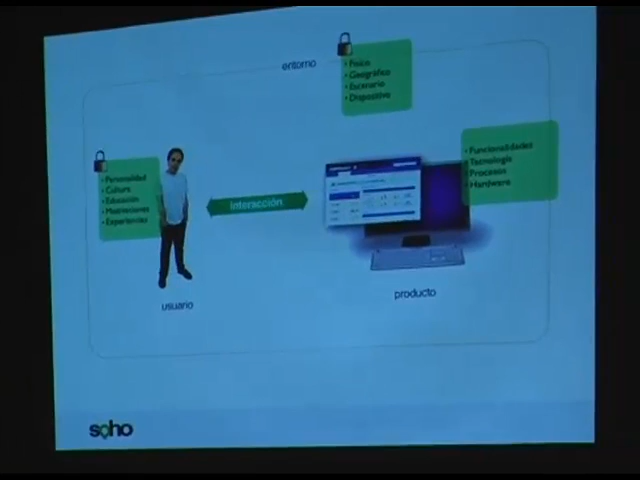 entorno
• Físico
• Geográfico
• Escenario
• Dispositivo
• Personalidad
• Cultura
• Educación
• Motivaciones
• Experiencias
interacción
• Funcionalidades
• Tecnología
• Procesos
• Hardware
usuario
producto
soho